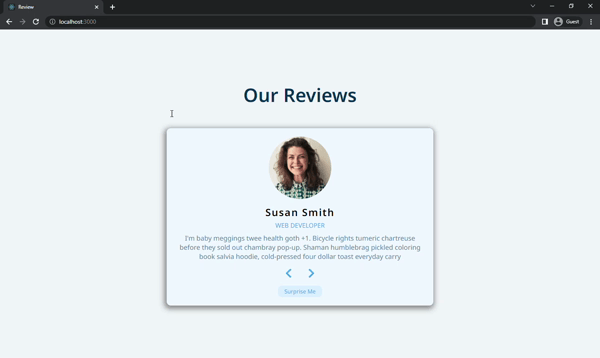 Review
localhost:3000
Guest
Our Reviews
Susan Smith
WEB DEVELOPER
I'm baby meggings twee health goth +1. Bicycle rights tumeric chartreuse
before they sold out chambray pop-up. Shaman humblebrag pickled coloring
book salvia hoodie, cold-pressed four dollar toast everyday carry
Surprise Me